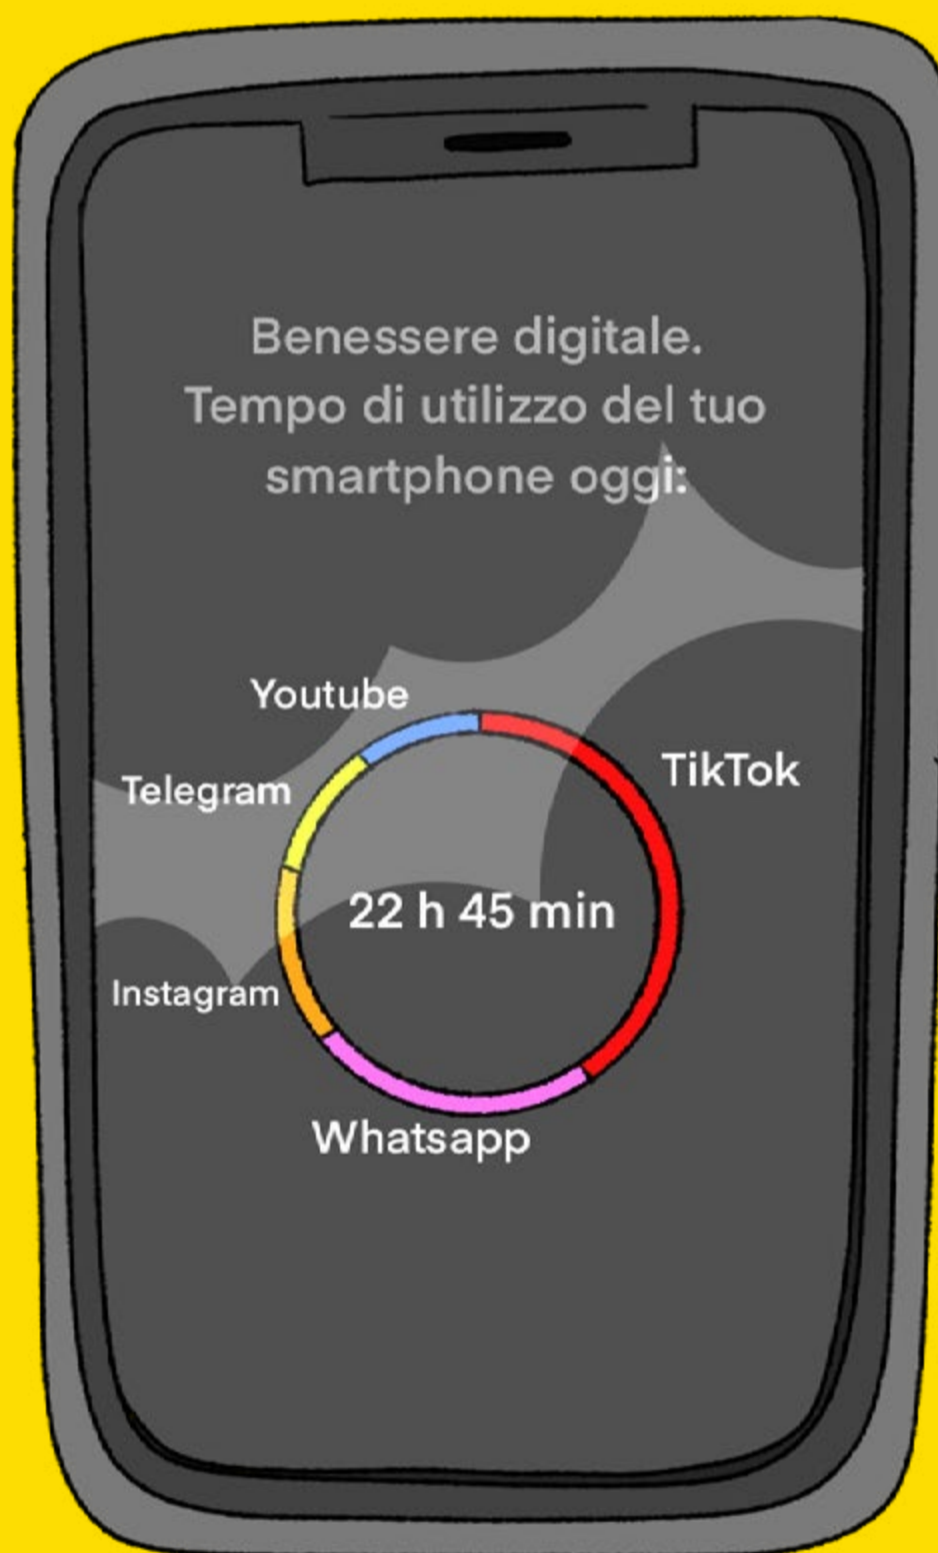 Benessere digitale.
Tempo di utilizzo del tuo
smartphone oggi:
Youtube
TikTok
Telegram
22 h 45 min
Instagram
Whatsapp